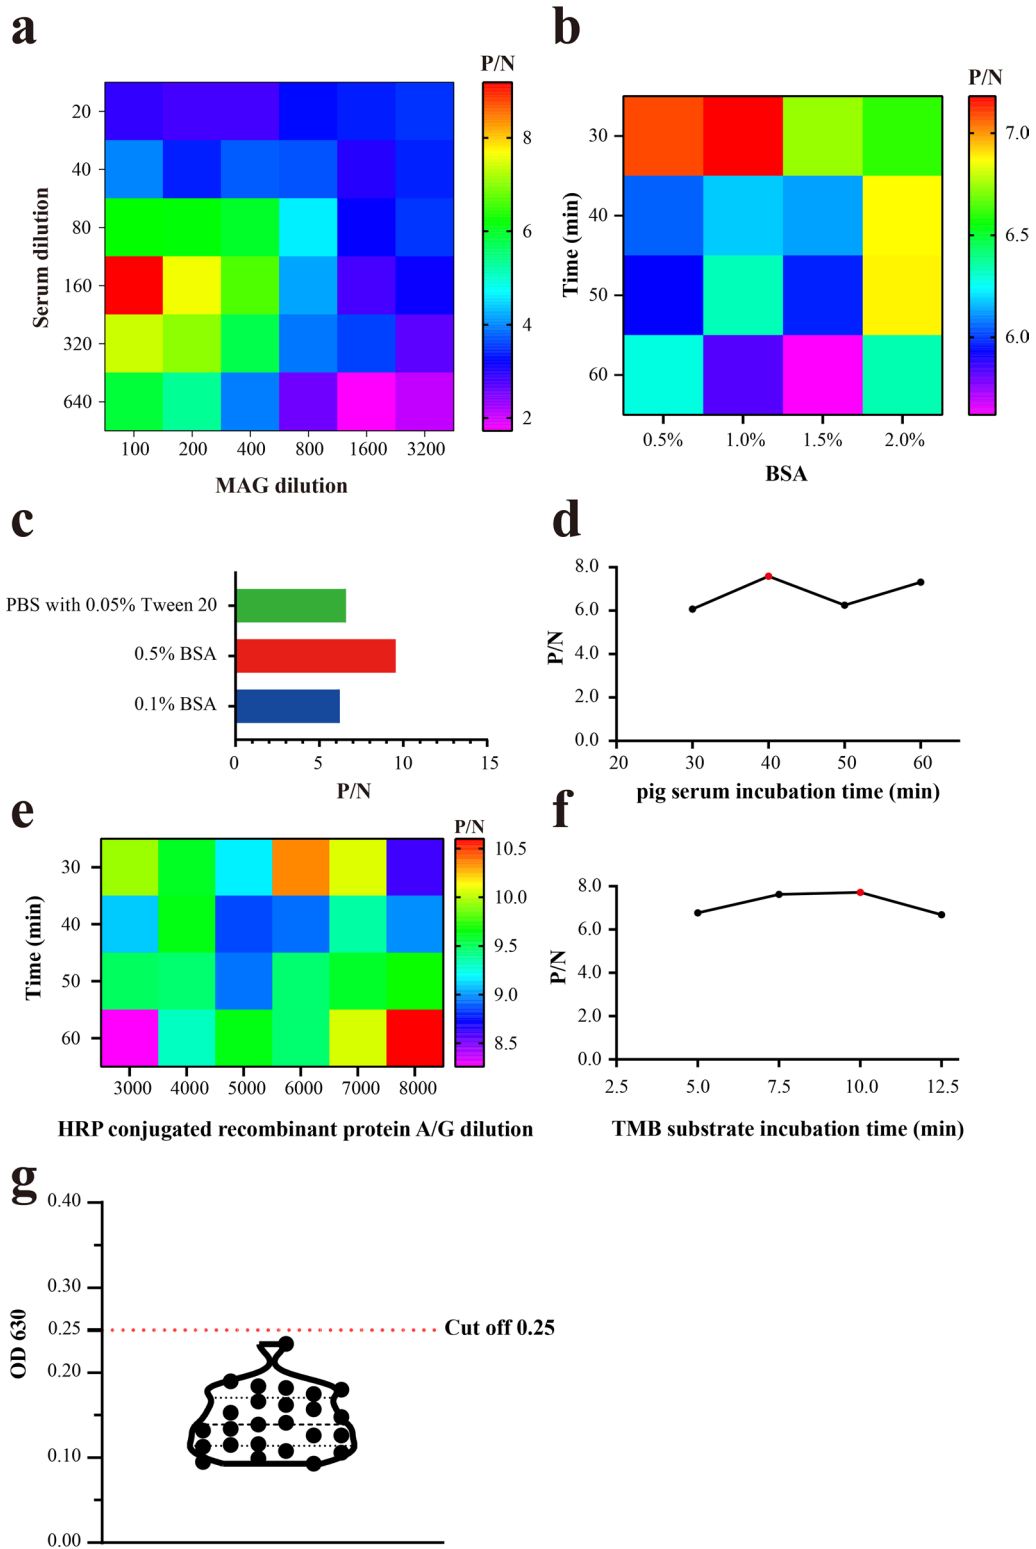 a
P/N
20
40
80
160
320
640
Serum dilution
8
6
4
2
100 200 400 800 1600 3200
MAG dilution
b
P/N
30
40
50
60
Time (min)
7.0
6.5
6.0
0.5% 1.0% 1.5% 2.0%
BSA
c
PBS with 0.05% Tween 20
0.5% BSA
0.1% BSA
0 5 10 15
P/N
d
8.0
6.0
4.0
2.0
0.0
P/N
20 30 40 50 60
pig serum incubation time (min)
e
P/N
30
40
50
60
Time (min)
10.5
10.0
9.5
9.0
8.5
3000 4000 5000 6000 7000 8000
HRP conjugated recombinant protein A/G dilution
f
8.0
6.0
4.0
2.0
0.0
P/N
2.5 5.0 7.5 10.0 12.5
TMB substrate incubation time (min)
g
0.40
0.30
0.25
0.20
0.10
0.00
OD 630
Cut off 0.25